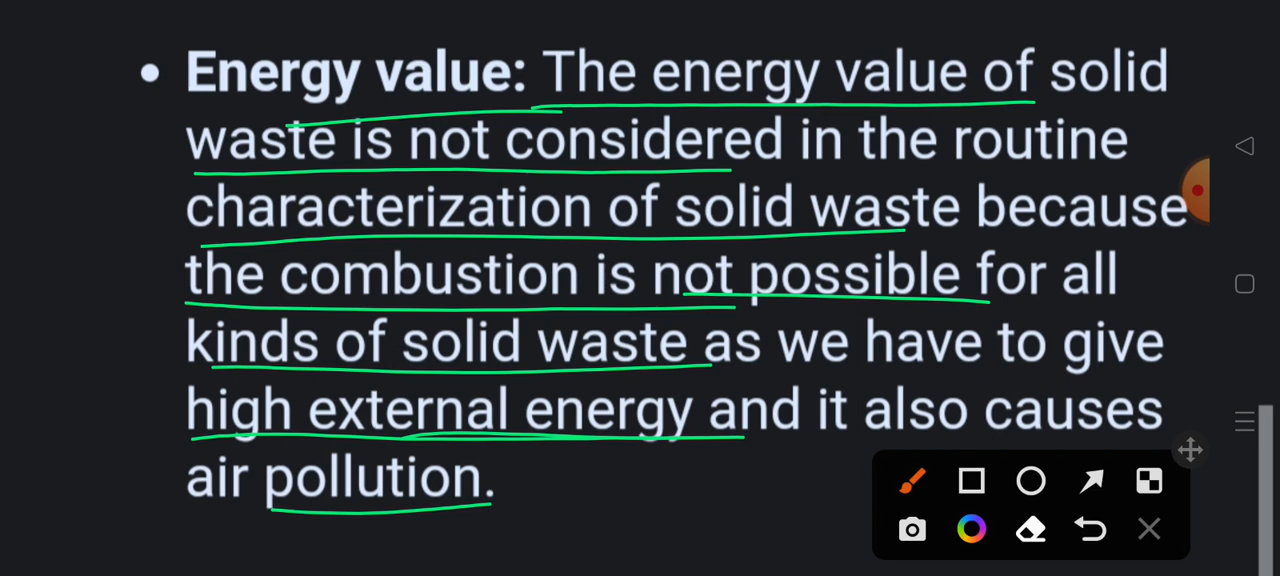 • Energy value: The energy value of solid
waste is not considered in the routine
characterization of solid waste because
the combustion is not possible for all
kinds of solid waste as we have to give
high external energy and it also causes
air pollution.